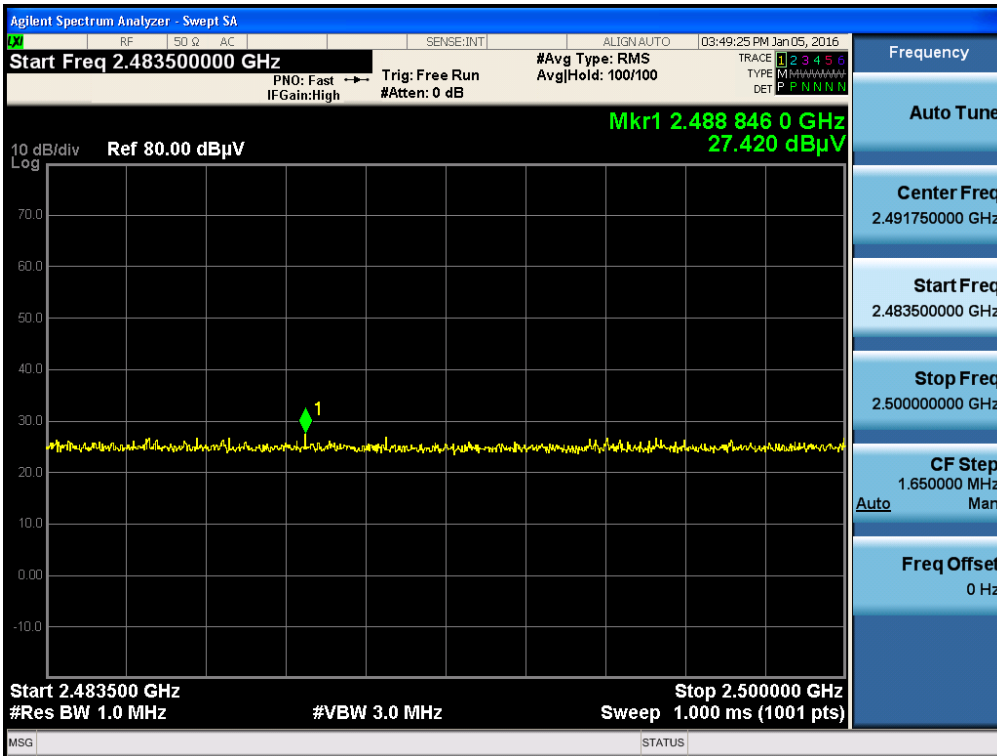 Agilent Spectrum Analyzer - Swept SA
LXI RF 50 Ω AC SENSE:INT ALIGN AUTO 03:49:25 PM Jan 05, 2016
Start Freq 2.483500000 GHz
PNO: Fast
IFGain:High
Trig: Free Run
#Atten: 0 dB
#Avg Type: RMS
Avg|Hold: 100/100
TRACE 1 2 3 4 5 6
TYPE M
DET P P N N N N
Mkr1 2.488 846 0 GHz
27.420 dBµV
10 dB/div Ref 80.00 dBµV
Log
70.0
60.0
50.0
40.0
30.0
20.0
10.0
0.00
-10.0
1
Start 2.483500 GHz Stop 2.500000 GHz
#Res BW 1.0 MHz #VBW 3.0 MHz Sweep 1.000 ms (1001 pts)
MSG STATUS
Frequency
Auto Tune
Center Freq
2.491750000 GHz
Start Freq
2.483500000 GHz
Stop Freq
2.500000000 GHz
CF Step
1.650000 MHz
Auto Man
Freq Offset
0 Hz